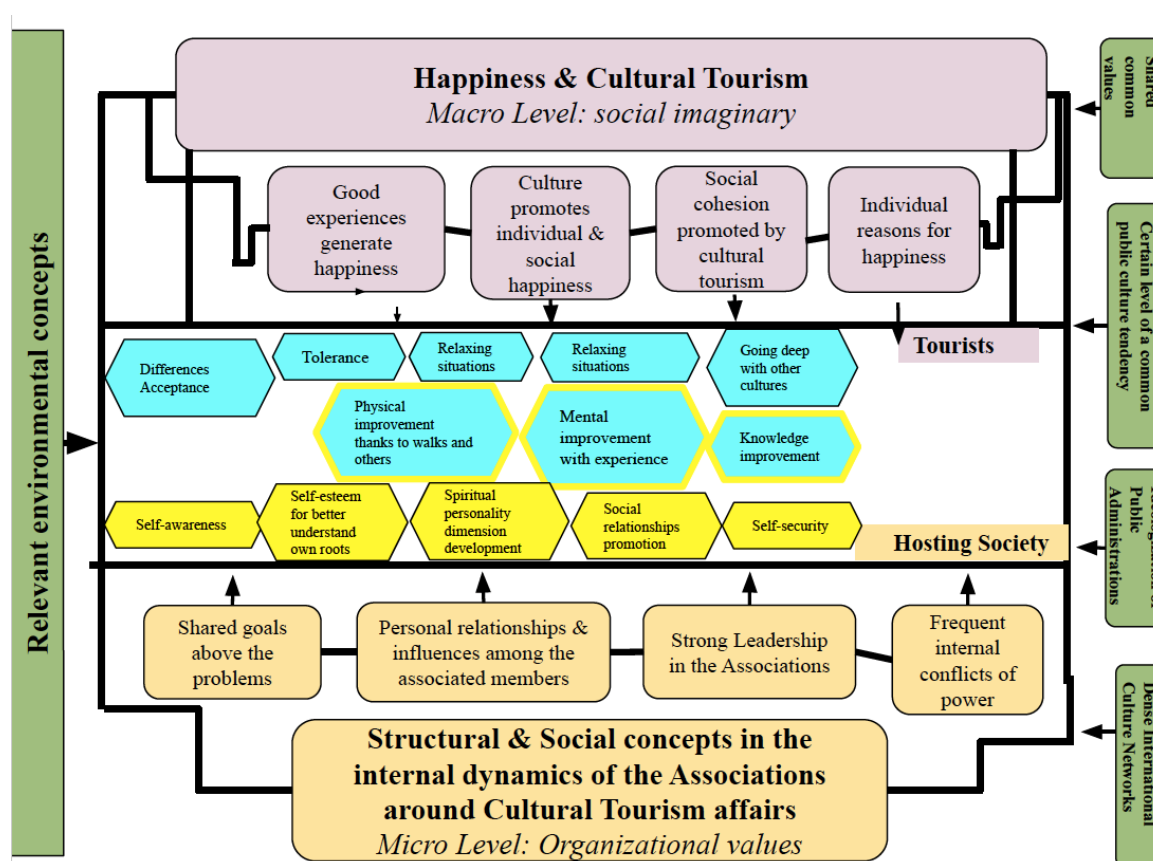 Relevant environmental concepts
Happiness & Cultural Tourism
Macro Level: social imaginary
Good
experiences
generate
happiness
Culture
promotes
individual &
social
happiness
Social
cohesion
promoted by
cultural
tourism
Individual
reasons for
happiness
Tourists
Differences
Acceptance
Tolerance
Relaxing
situations
Relaxing
situations
Going deep
with other
cultures
Physical
improvement
thanks to walks and
others
Mental
improvement
with experience
Knowledge
improvement
Self-awareness
Self-esteem
for better
understand
own roots
Spiritual
personality
dimension
development
Social
relationships
promotion
Self-security
Hosting Society
Shared goals
above the
problems
Personal relationships &
influences among the
associated members
Strong Leadership
in the Associations
Frequent
internal
conflicts of
power
Structural & Social concepts in the
internal dynamics of the Associations
around Cultural Tourism affairs
Micro Level: Organizational values
Shared
common
values
Certain level of a common
public culture tendency
Public
Administrations
Dense International
Culture Networks